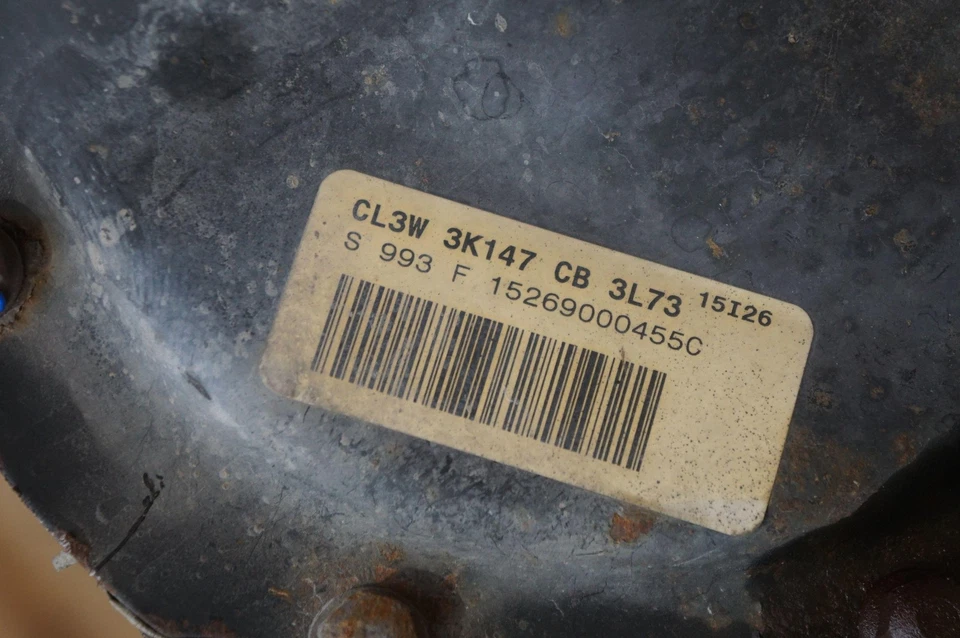 CL3W 3K147 CB 3L73 15I26
S 993 F 15269000455C